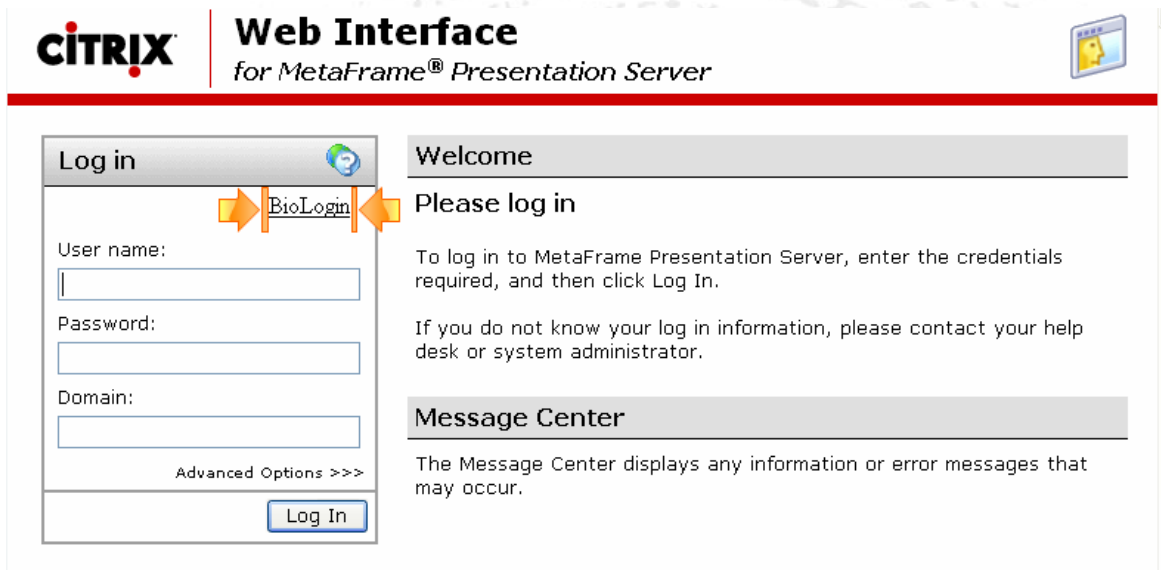 CITRIX
Web Interface
for MetaFrame® Presentation Server
Log in
BioLogin
User name:
Password:
Domain:
Advanced Options >>>
Log In
Welcome
Please log in
To log in to MetaFrame Presentation Server, enter the credentials
required, and then click Log In.
If you do not know your log in information, please contact your help
desk or system administrator.
Message Center
The Message Center displays any information or error messages that
may occur.